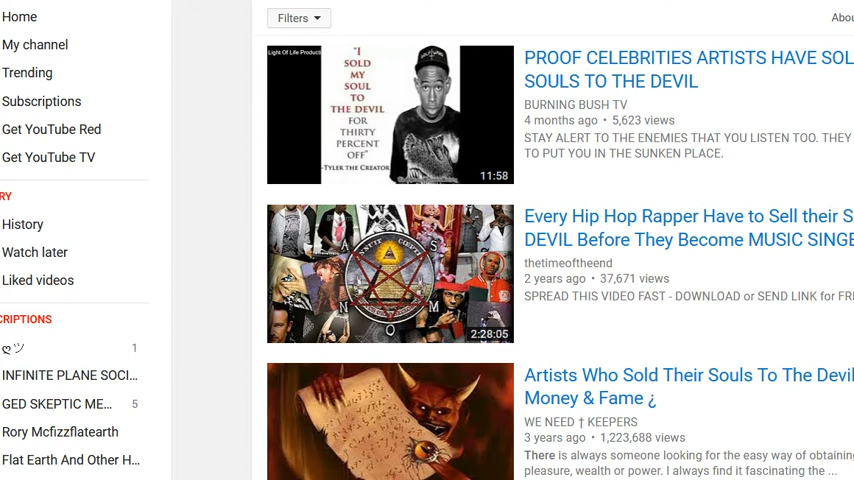 Home
My channel
Trending
Subscriptions
Get YouTube Red
Get YouTube TV
RY
History
Watch later
Liked videos
CRIPTIONS
ღツ 1
INFINITE PLANE SOCI...
GED SKEPTIC ME... 5
Rory Mcfizzflatearth
Flat Earth And Other H...
Filters
Abou
Light Of Life Producti
"I
SOLD
MY
SOUL
TO
THE DEVIL
FOR
THIRTY
PERCENT
OFF"
-TYLER THE CREATOR
11:58
PROOF CELEBRITIES ARTISTS HAVE SOL
SOULS TO THE DEVIL
BURNING BUSH TV
4 months ago • 5,623 views
STAY ALERT TO THE ENEMIES THAT YOU LISTEN TOO. THEY
TO PUT YOU IN THE SUNKEN PLACE.
2:28:05
Every Hip Hop Rapper Have to Sell their S
DEVIL Before They Become MUSIC SINGE
thetimeoftheend
2 years ago • 37,671 views
SPREAD THIS VIDEO FAST - DOWNLOAD or SEND LINK for FR
Artists Who Sold Their Souls To The Devil
Money & Fame ¿
WE NEED † KEEPERS
3 years ago • 1,223,688 views
There is always someone looking for the easy way of obtainin
pleasure, wealth or power. I always find it fascinating the ...